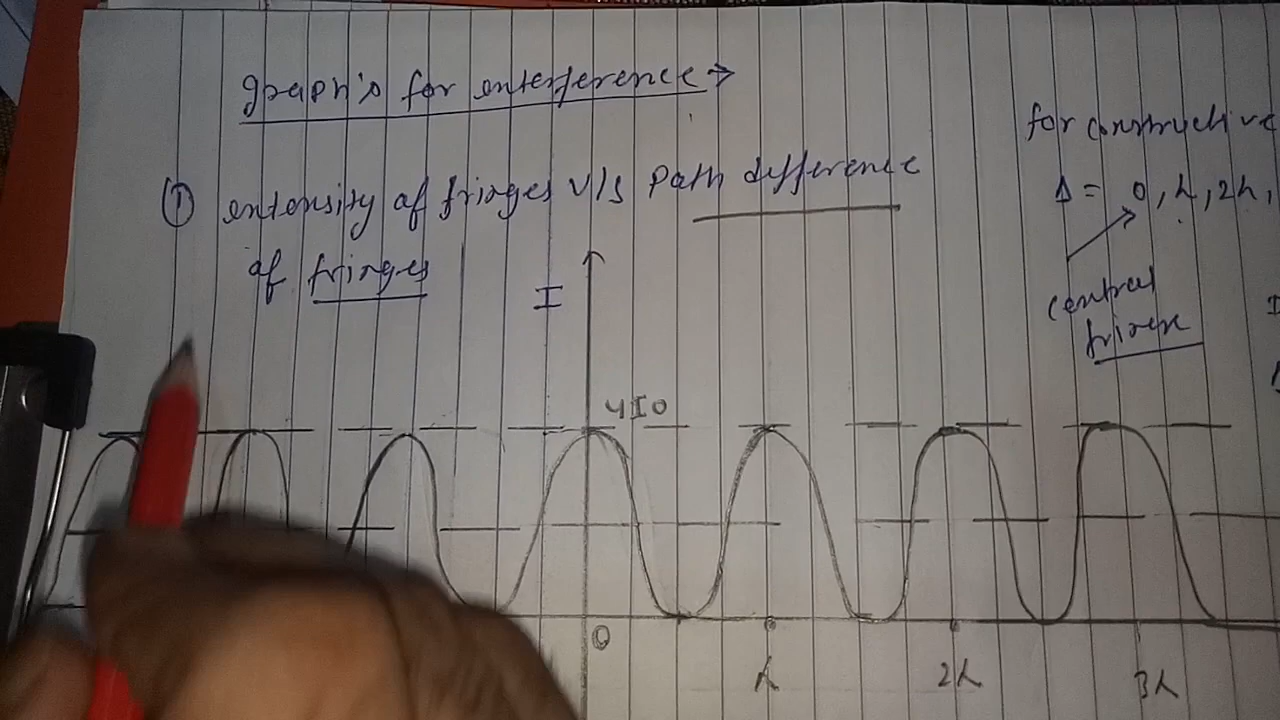 graph's for interference →
① intensity of fringes v/s path difference
of fringes
for constructive
Δ = 0, λ, 2λ,
central
fringe
I
4I0
0
λ
2λ
3λ